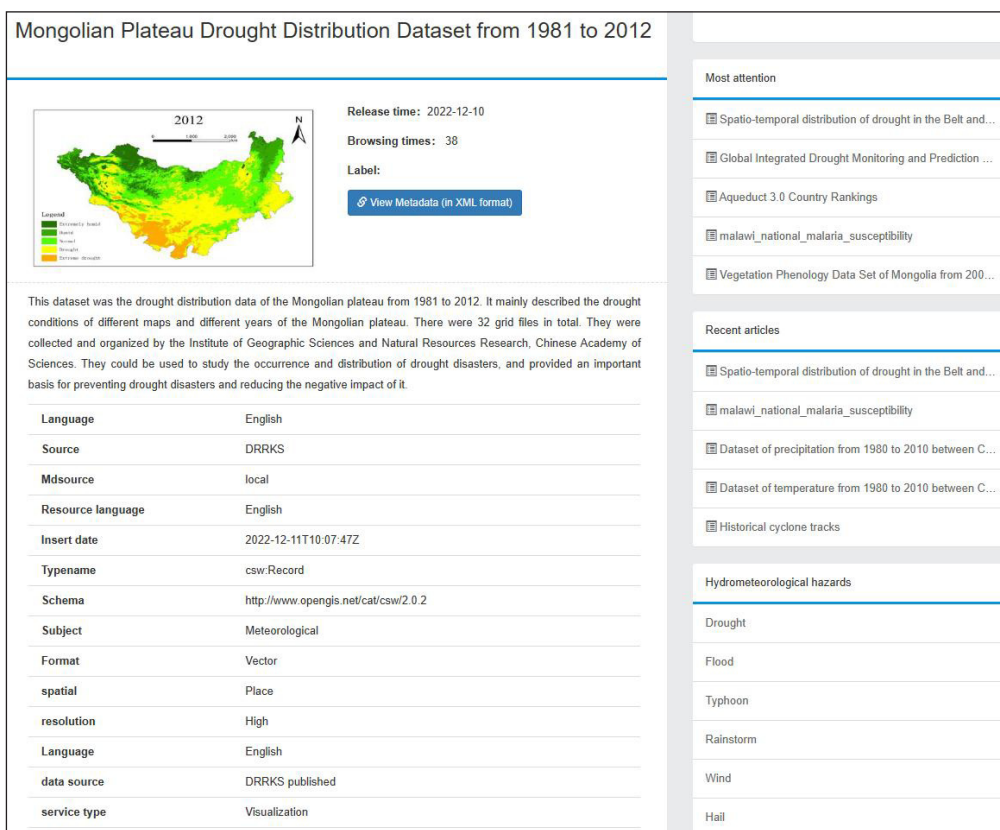 Mongolian Plateau Drought Distribution Dataset from 1981 to 2012
2012
N
0 1,000 2,000
Legend
Extremely humid
Humid
Normal
Drought
Extreme drought
Release time: 2022-12-10
Browsing times: 38
Label:
View Metadata (in XML format)
This dataset was the drought distribution data of the Mongolian plateau from 1981 to 2012. It mainly described the drought
conditions of different maps and different years of the Mongolian plateau. There were 32 grid files in total. They were
collected and organized by the Institute of Geographic Sciences and Natural Resources Research, Chinese Academy of
Sciences. They could be used to study the occurrence and distribution of drought disasters, and provided an important
basis for preventing drought disasters and reducing the negative impact of it.
Language English
Source DRRKS
Mdsource local
Resource language English
Insert date 2022-12-11T10:07:47Z
Typename csw:Record
Schema http://www.opengis.net/cat/csw/2.0.2
Subject Meteorological
Format Vector
spatial Place
resolution High
Language English
data source DRRKS published
service type Visualization
Most attention
Spatio-temporal distribution of drought in the Belt and...
Global Integrated Drought Monitoring and Prediction ...
Aqueduct 3.0 Country Rankings
malawi_national_malaria_susceptibility
Vegetation Phenology Data Set of Mongolia from 200...
Recent articles
Spatio-temporal distribution of drought in the Belt and...
malawi_national_malaria_susceptibility
Dataset of precipitation from 1980 to 2010 between C...
Dataset of temperature from 1980 to 2010 between C...
Historical cyclone tracks
Hydrometeorological hazards
Drought
Flood
Typhoon
Rainstorm
Wind
Hail